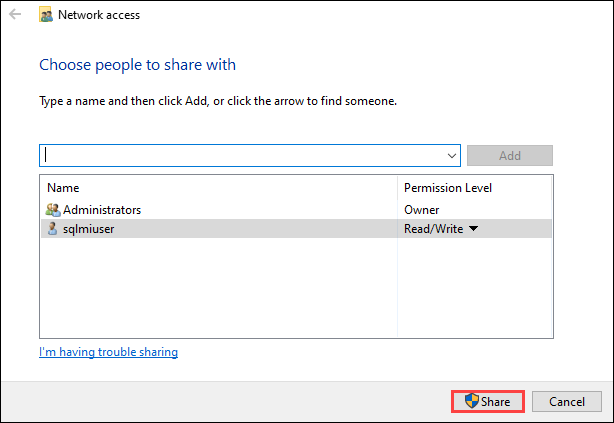 Network access
Choose people to share with
Type a name and then click Add, or click the arrow to find someone.
Add
Name Permission Level
Administrators Owner
sqlmiuser Read/Write
I'm having trouble sharing
Share Cancel